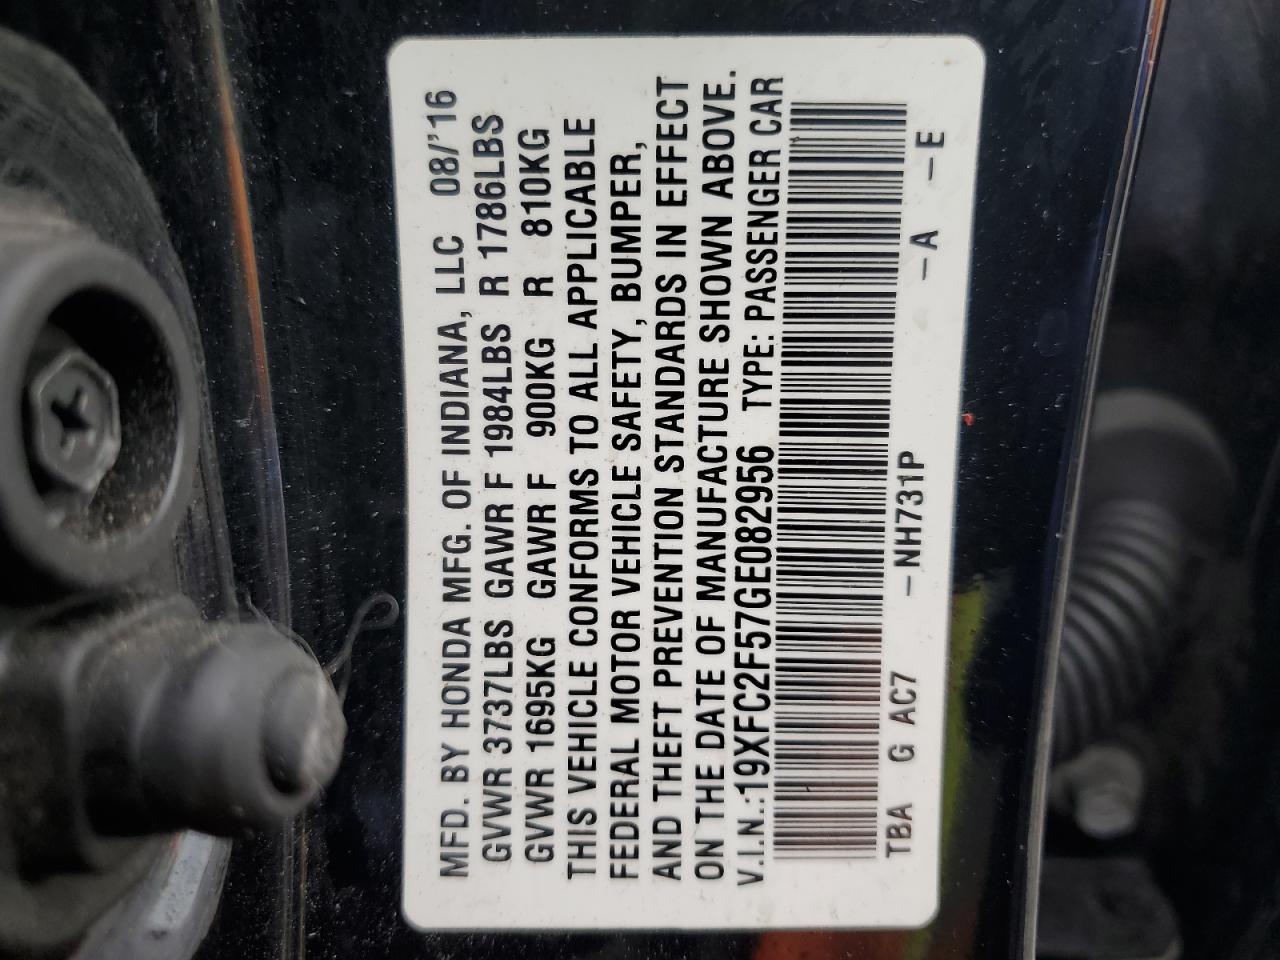 MFD. BY HONDA MFG. OF INDIANA, LLC 08/'16
GVWR 3737LBS GAWR F 1984LBS R 1786LBS
GVWR 1695KG GAWR F 900KG R 810KG
THIS VEHICLE CONFORMS TO ALL APPLICABLE
FEDERAL MOTOR VEHICLE SAFETY, BUMPER,
AND THEFT PREVENTION STANDARDS IN EFFECT
ON THE DATE OF MANUFACTURE SHOWN ABOVE.
V.I.N.:19XFC2F57GE082956 TYPE: PASSENGER CAR
TBA G AC7 –NH731P –A –E